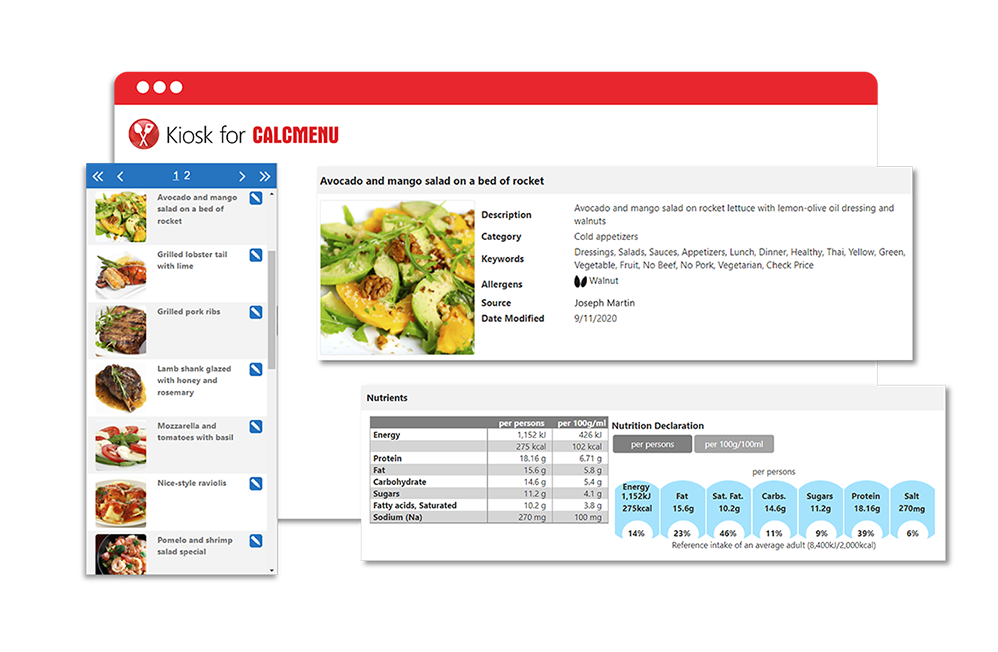 Kiosk for CALCMENU
1 2
Avocado and mango
salad on a bed of
rocket
Grilled lobster tail
with lime
Grilled pork ribs
Lamb shank glazed
with honey and
rosemary
Mozzarella and
tomatoes with basil
Nice-style raviolis
Pomelo and shrimp
salad special
Avocado and mango salad on a bed of rocket
Description Avocado and mango salad on rocket lettuce with lemon-olive oil dressing and
walnuts
Category Cold appetizers
Keywords Dressings, Salads, Sauces, Appetizers, Lunch, Dinner, Healthy, Thai, Yellow, Green,
Vegetable, Fruit, No Beef, No Pork, Vegetarian, Check Price
Allergens Walnut
Source Joseph Martin
Date Modified 9/11/2020
Nutrients
per persons per 100g/ml
Energy 1,152 kJ 426 kJ
275 kcal 102 kcal
Protein 18.16 g 6.71 g
Fat 15.6 g 5.8 g
Carbohydrate 14.6 g 5.4 g
Sugars 11.2 g 4.1 g
Fatty acids, Saturated 10.2 g 3.8 g
Sodium (Na) 270 mg 100 mg
Nutrition Declaration
per persons per 100g/100ml
per persons
Energy
1,152kJ
275kcal
14%
Fat
15.6g
23%
Sat. Fat.
10.2g
46%
Carbs.
14.6g
11%
Sugars
11.2g
9%
Protein
18.16g
39%
Salt
270mg
6%
Reference intake of an average adult (8,400kJ/2,000kcal)